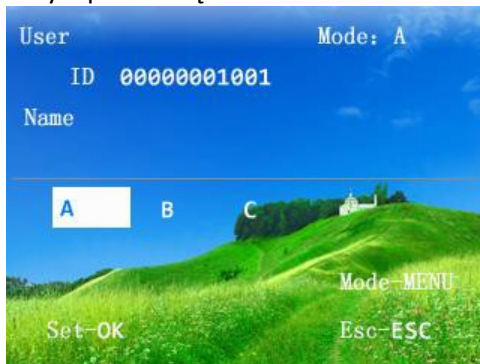 User Mode: A
ID 00000001001
Name
A B C
Mode-MENU
Set-OK Esc-ESC